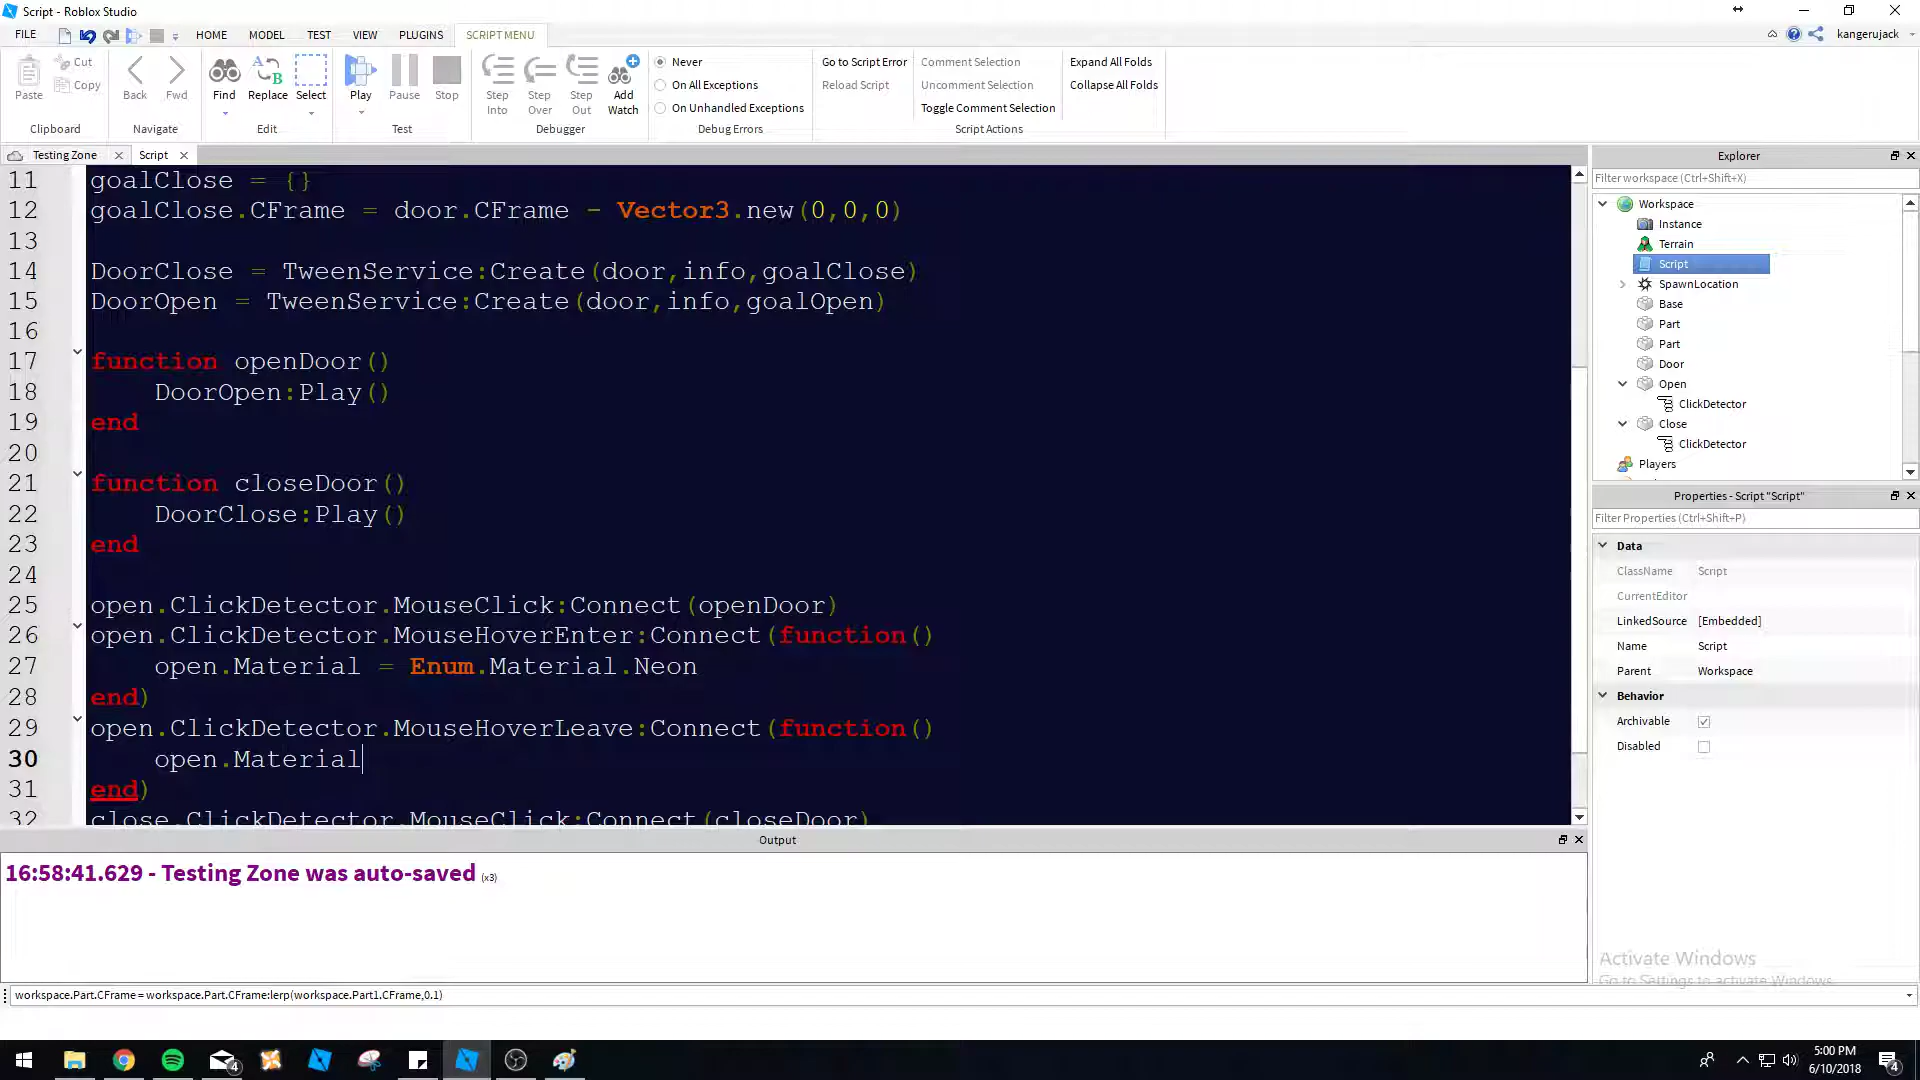 Script - Roblox Studio
FILE HOME MODEL TEST VIEW PLUGINS SCRIPT MENU kangerujack
Paste Cut Copy Back Fwd Find Replace Select Play Pause Stop Step Into Step Over Step Out Add Watch
Never
On All Exceptions
On Unhandled Exceptions
Go to Script Error
Reload Script
Comment Selection
Uncomment Selection
Toggle Comment Selection
Expand All Folds
Collapse All Folds
Clipboard Navigate Edit Test Debugger Debug Errors Script Actions
Testing Zone Script
11 goalClose = {}
12 goalClose.CFrame = door.CFrame - Vector3.new(0,0,0)
13
14 DoorClose = TweenService:Create(door,info,goalClose)
15 DoorOpen = TweenService:Create(door,info,goalOpen)
16
17 function openDoor()
18 DoorOpen:Play()
19 end
20
21 function closeDoor()
22 DoorClose:Play()
23 end
24
25 open.ClickDetector.MouseClick:Connect(openDoor)
26 open.ClickDetector.MouseHoverEnter:Connect(function()
27 open.Material = Enum.Material.Neon
28 end)
29 open.ClickDetector.MouseHoverLeave:Connect(function()
30 open.Material
31 end)
32 close.ClickDetector.MouseClick:Connect(closeDoor)
Output
16:58:41.629 - Testing Zone was auto-saved (x3)
workspace.Part.CFrame = workspace.Part.CFrame:lerp(workspace.Part1.CFrame,0.1)
Explorer
Filter workspace (Ctrl+Shift+X)
Workspace
Instance
Terrain
Script
SpawnLocation
Base
Part
Part
Door
Open
ClickDetector
Close
ClickDetector
Players
Properties - Script "Script"
Filter Properties (Ctrl+Shift+P)
Data
ClassName Script
CurrentEditor
LinkedSource [Embedded]
Name Script
Parent Workspace
Behavior
Archivable
Disabled
Activate Windows
Go to Settings to activate Windows.
4
5:00 PM
6/10/2018
4